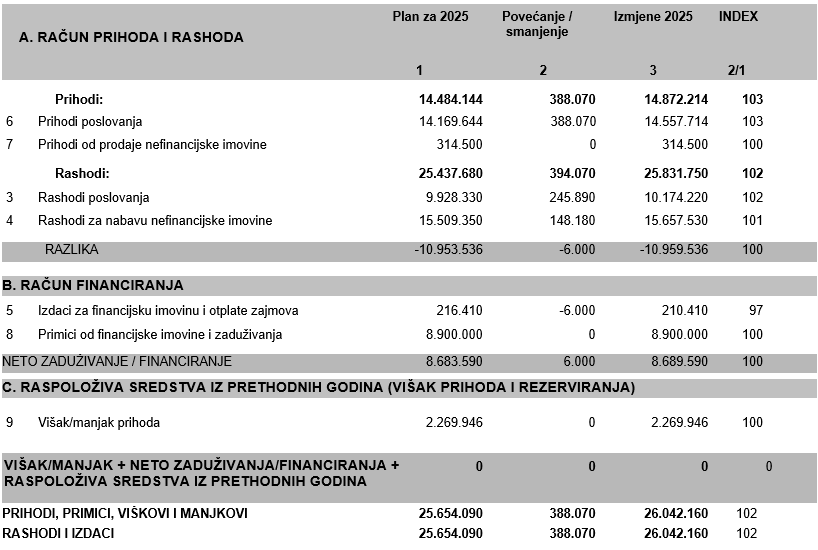 Plan za 2025 Povećanje / Izmjene 2025 INDEX
smanjenje
A. RAČUN PRIHODA I RASHODA
1 2 3 2/1
Prihodi: 14.484.144 388.070 14.872.214 103
6 Prihodi poslovanja 14.169.644 388.070 14.557.714 103
7 Prihodi od prodaje nefinancijske imovine 314.500 0 314.500 100
Rashodi: 25.437.680 394.070 25.831.750 102
3 Rashodi poslovanja 9.928.330 245.890 10.174.220 102
4 Rashodi za nabavu nefinancijske imovine 15.509.350 148.180 15.657.530 101
RAZLIKA -10.953.536 -6.000 -10.959.536 100
B. RAČUN FINANCIRANJA
5 Izdaci za financijsku imovinu i otplate zajmova 216.410 -6.000 210.410 97
8 Primici od financijske imovine i zaduživanja 8.900.000 0 8.900.000 100
NETO ZADUŽIVANJE / FINANCIRANJE 8.683.590 6.000 8.689.590 100
C. RASPOLOŽIVA SREDSTVA IZ PRETHODNIH GODINA (VIŠAK PRIHODA I REZERVIRANJA)
9 Višak/manjak prihoda 2.269.946 0 2.269.946 100
VIŠAK/MANJAK + NETO ZADUŽIVANJA/FINANCIRANJA + 0 0 0 0
RASPOLOŽIVA SREDSTVA IZ PRETHODNIH GODINA
PRIHODI, PRIMICI, VIŠKOVI I MANJKOVI 25.654.090 388.070 26.042.160 102
RASHODI I IZDACI 25.654.090 388.070 26.042.160 102